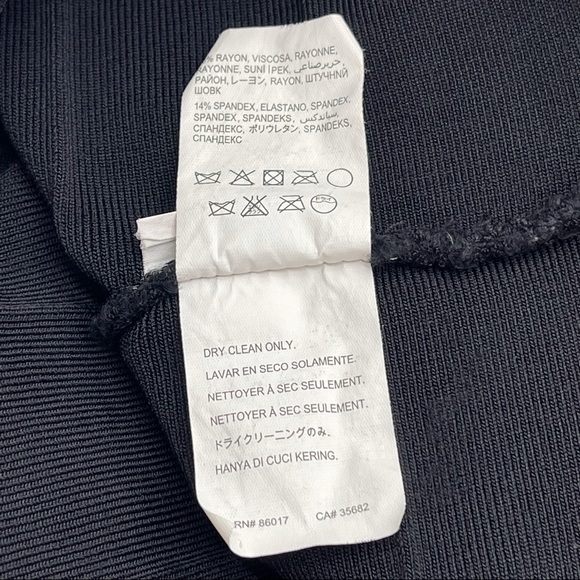 % RAYON, VISCOSA, RAYONNE,
RAYONNE, SUNİ İPEK, حريرصناعي,
РАЙОН, レーヨン, RAYON, ШТУЧНИЙ
ШОВК
14% SPANDEX, ELASTANO, SPANDEX,
SPANDEX, SPANDEKS, سباندكس,
СПАНДЕКС, ポリウレタン, SPANDEKS,
СПАНДЕКС
DRY CLEAN ONLY.
LAVAR EN SECO SOLAMENTE.
NETTOYER À SEC SEULEMENT.
NETTOYER À SEC SEULEMENT.
ドライクリーニングのみ.
HANYA DI CUCI KERING.
RN# 86017 CA# 35682